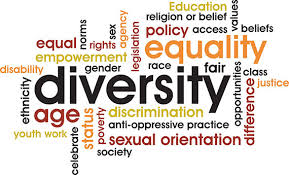 Education
religion or belief
values
agency
sex
norms
equal
rights
policy
access
beliefs
empowerment
legislation
equality
disability
gender
race
fair
class
diversity
opportunities
justice
ethnicity
age
status
poverty
discrimination
difference
anti-oppressive practice
youth work
celebrate
sexual orientation
society